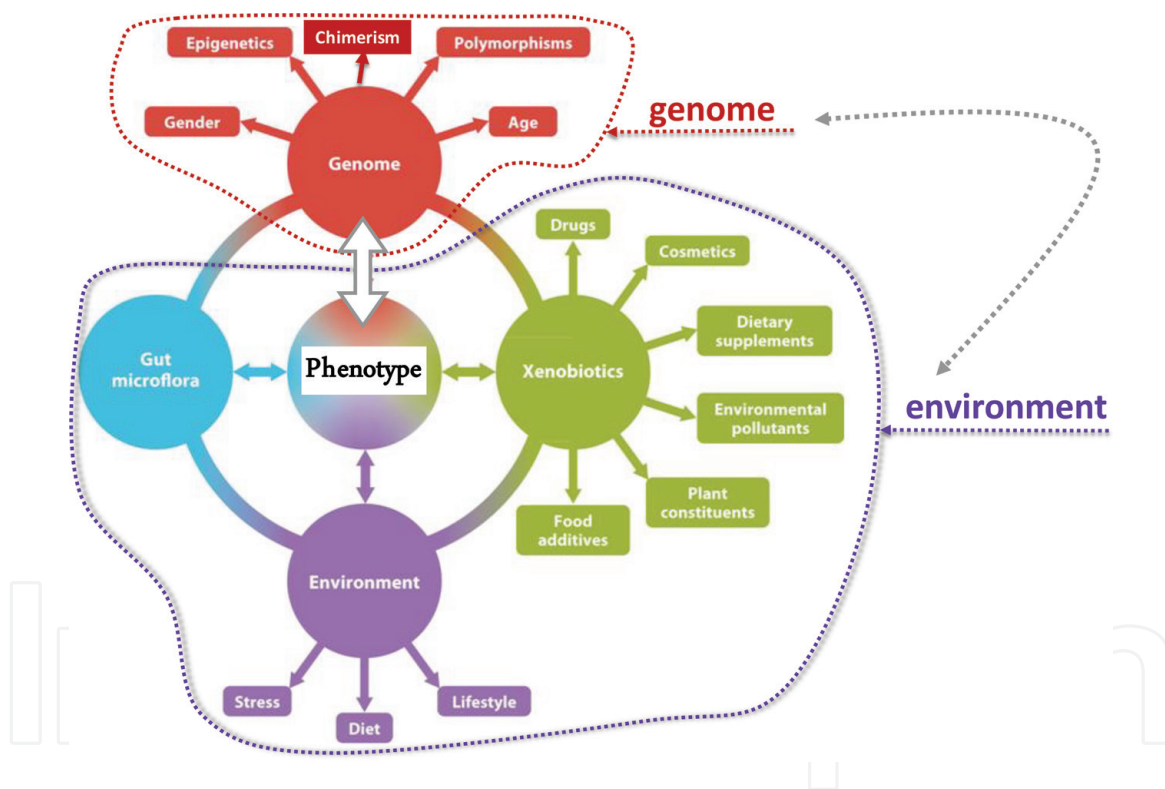 Epigenetics
Chimerism
Polymorphisms
Gender
Age
Genome
genome
Drugs
Cosmetics
Dietary
supplements
Gut
microflora
Phenotype
Xenobiotics
Environmental
pollutants
environment
Plant
constituents
Food
additives
Environment
Stress
Diet
Lifestyle